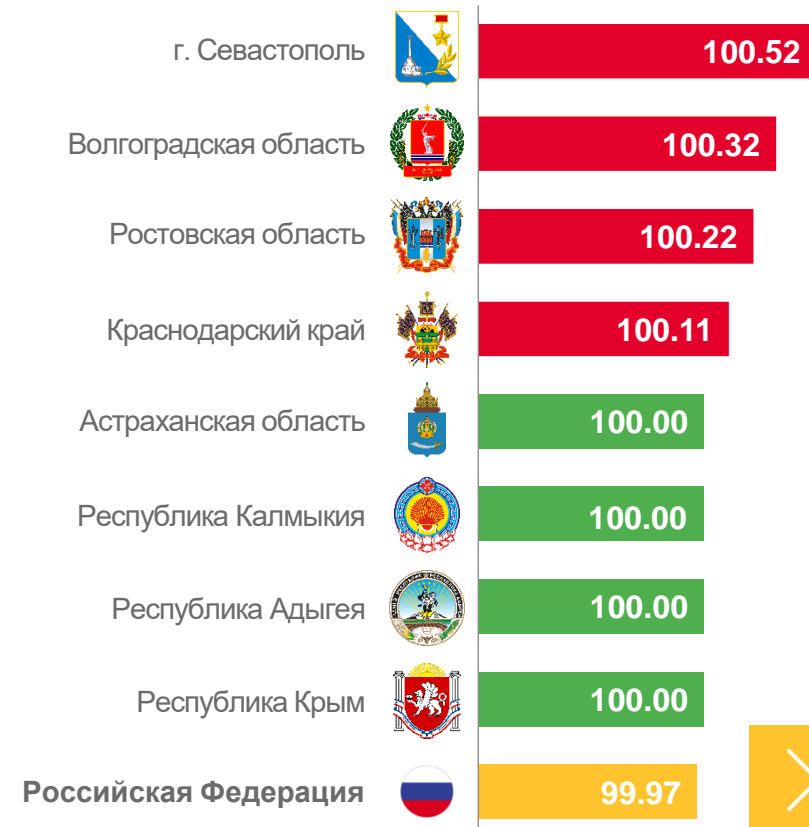 г. Севастополь 100.52
Волгоградская область 100.32
Ростовская область 100.22
Краснодарский край 100.11
Астраханская область 100.00
Республика Калмыкия 100.00
Республика Адыгея 100.00
Республика Крым 100.00
Российская Федерация 99.97